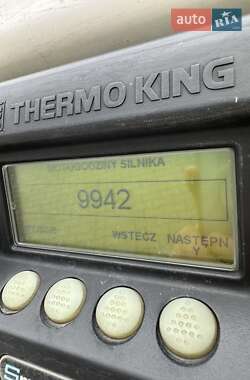 auto RIA
THERMO KING
MOTOGODZINY SILNIKA
9942
WSTECZ NASTĘPN
Y